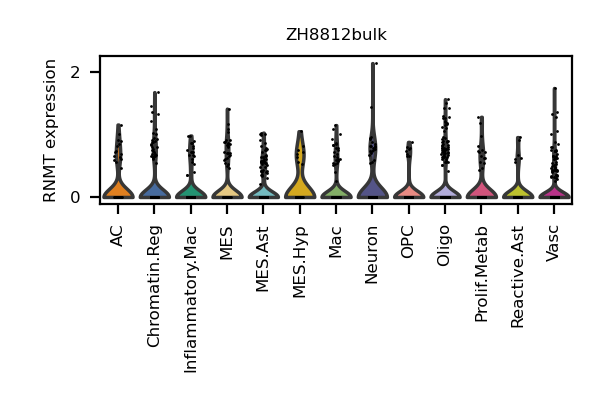 ZH8812bulk
RNMT expression
2
0
AC
Chromatin.Reg
Inflammatory.Mac
MES
MES.Ast
MES.Hyp
Mac
Neuron
OPC
Oligo
Prolif.Metab
Reactive.Ast
Vasc